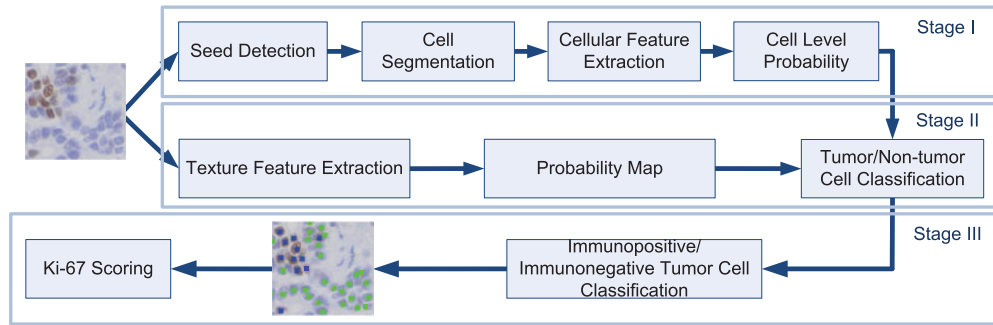 Stage I
Seed Detection
Cell
Segmentation
Cellular Feature
Extraction
Cell Level
Probability
Stage II
Texture Feature Extraction
Probability Map
Tumor/Non-tumor
Cell Classification
Stage III
Ki-67 Scoring
Immunopositive/
Immunonegative Tumor Cell
Classification